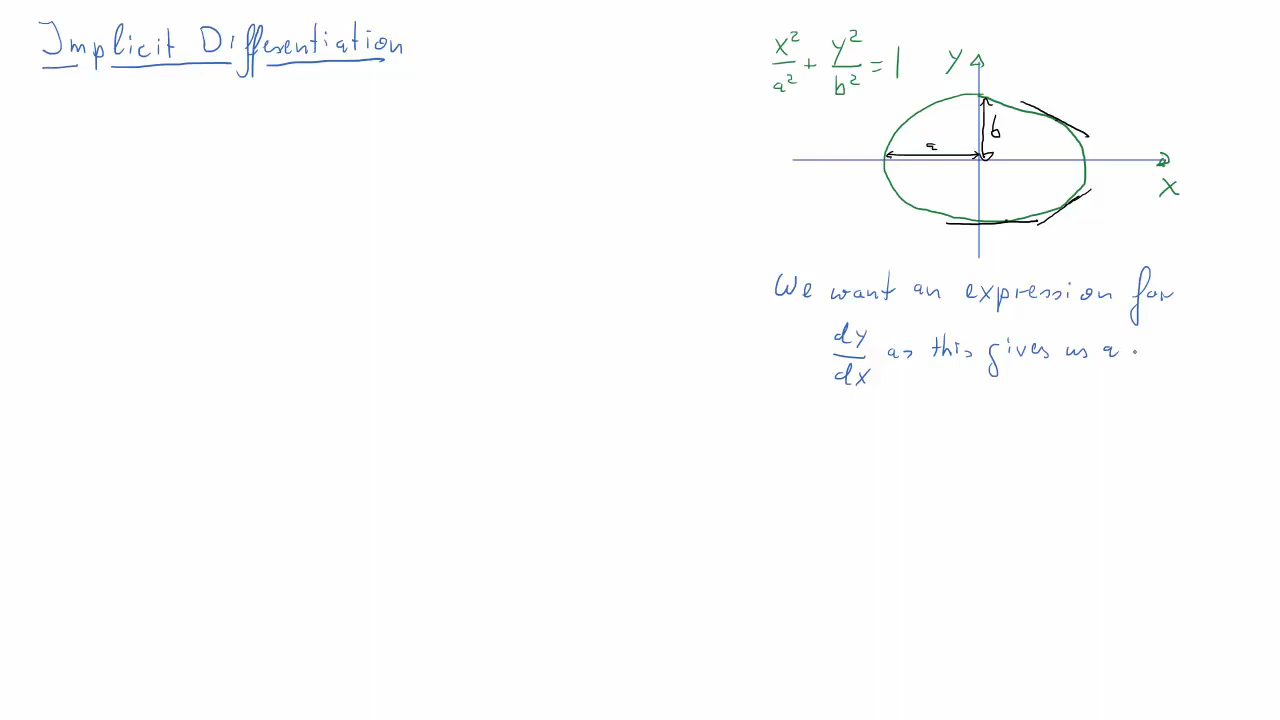 Implicit Differentiation
x²/a² + y²/b² = 1
y
b
a
x
We want an expression for
dy/dx as this gives us a